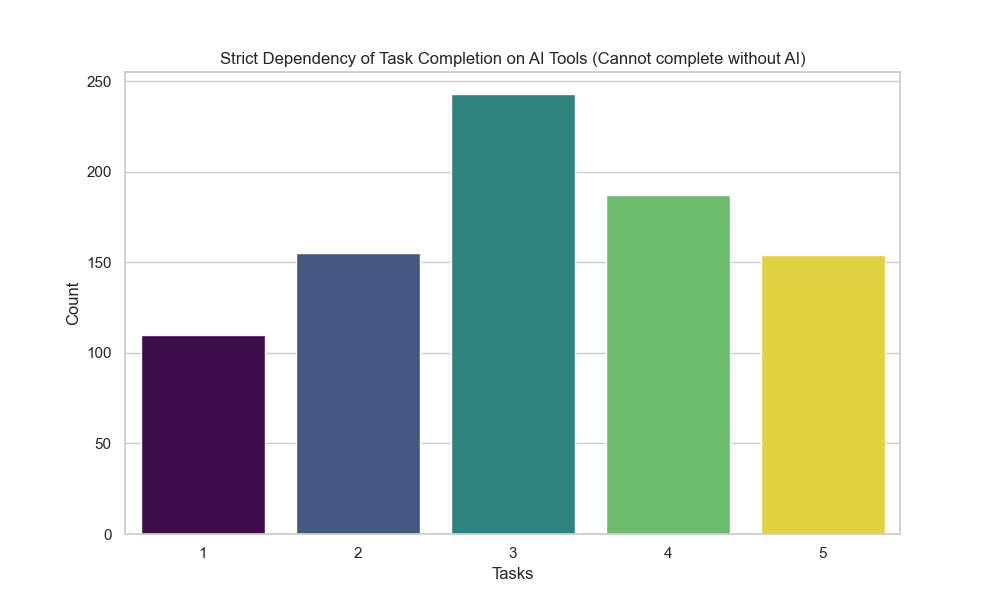 Strict Dependency of Task Completion on AI Tools (Cannot complete without AI)
250
200
150
100
50
0
Count
1 2 3 4 5
Tasks